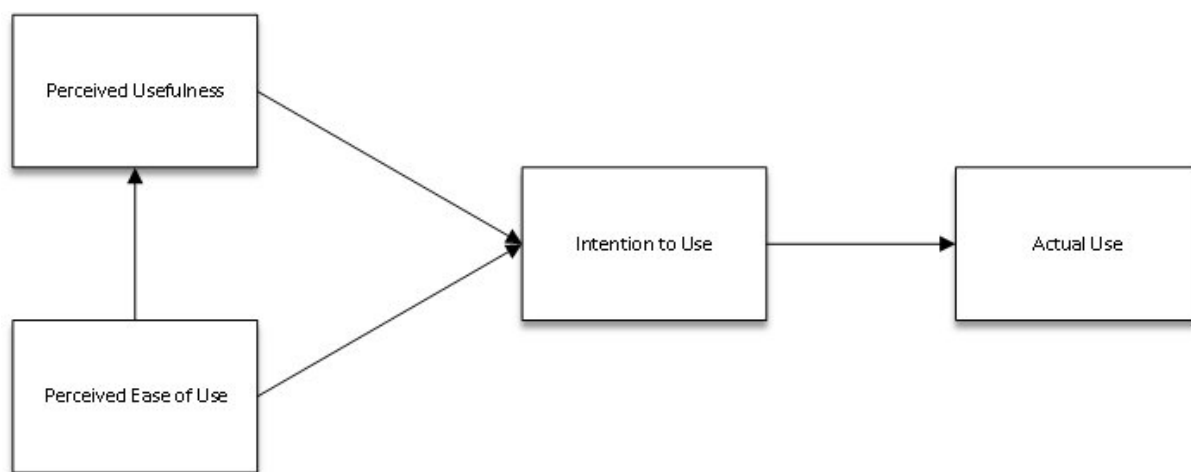 Perceived Usefulness
Intention to Use
Actual Use
Perceived Ease of Use